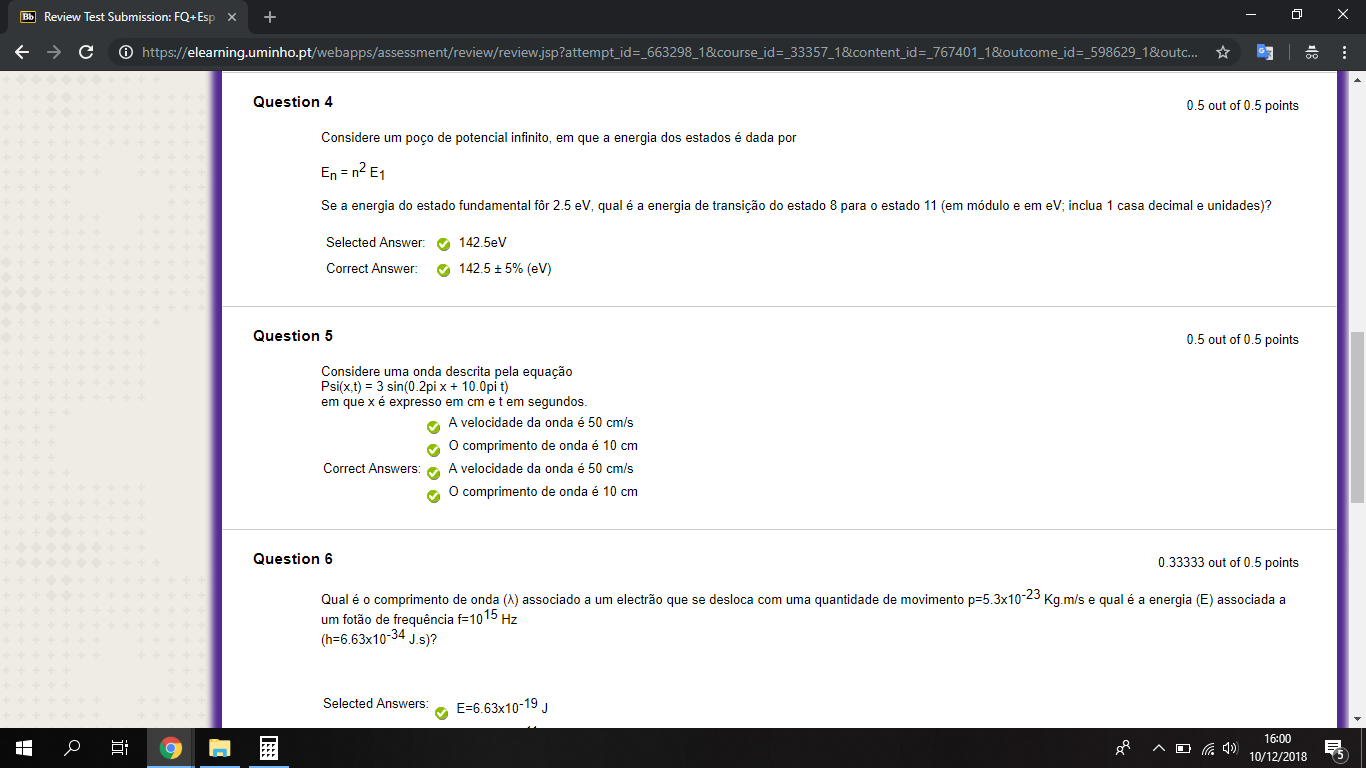 Review Test Submission: FQ+Esp
https://elearning.uminho.pt/webapps/assessment/review/review.jsp?attempt_id=_663298_1&course_id=_33357_1&content_id=_767401_1&outcome_id=_598629_1&outc...
Question 4
0.5 out of 0.5 points
Considere um poço de potencial infinito, em que a energia dos estados é dada por
En = n2 E1
Se a energia do estado fundamental fôr 2.5 eV, qual é a energia de transição do estado 8 para o estado 11 (em módulo e em eV; inclua 1 casa decimal e unidades)?
Selected Answer: 142.5eV
Correct Answer: 142.5 ± 5% (eV)
Question 5
0.5 out of 0.5 points
Considere uma onda descrita pela equação
Psi(x,t) = 3 sin(0.2pi x + 10.0pi t)
em que x é expresso em cm e t em segundos.
A velocidade da onda é 50 cm/s
O comprimento de onda é 10 cm
Correct Answers: A velocidade da onda é 50 cm/s
O comprimento de onda é 10 cm
Question 6
0.33333 out of 0.5 points
Qual é o comprimento de onda (λ) associado a um electrão que se desloca com uma quantidade de movimento p=5.3x10-23 Kg.m/s e qual é a energia (E) associada a
um fotão de frequência f=1015 Hz
(h=6.63x10-34 J.s)?
Selected Answers: E=6.63x10-19 J
16:00
10/12/2018
5